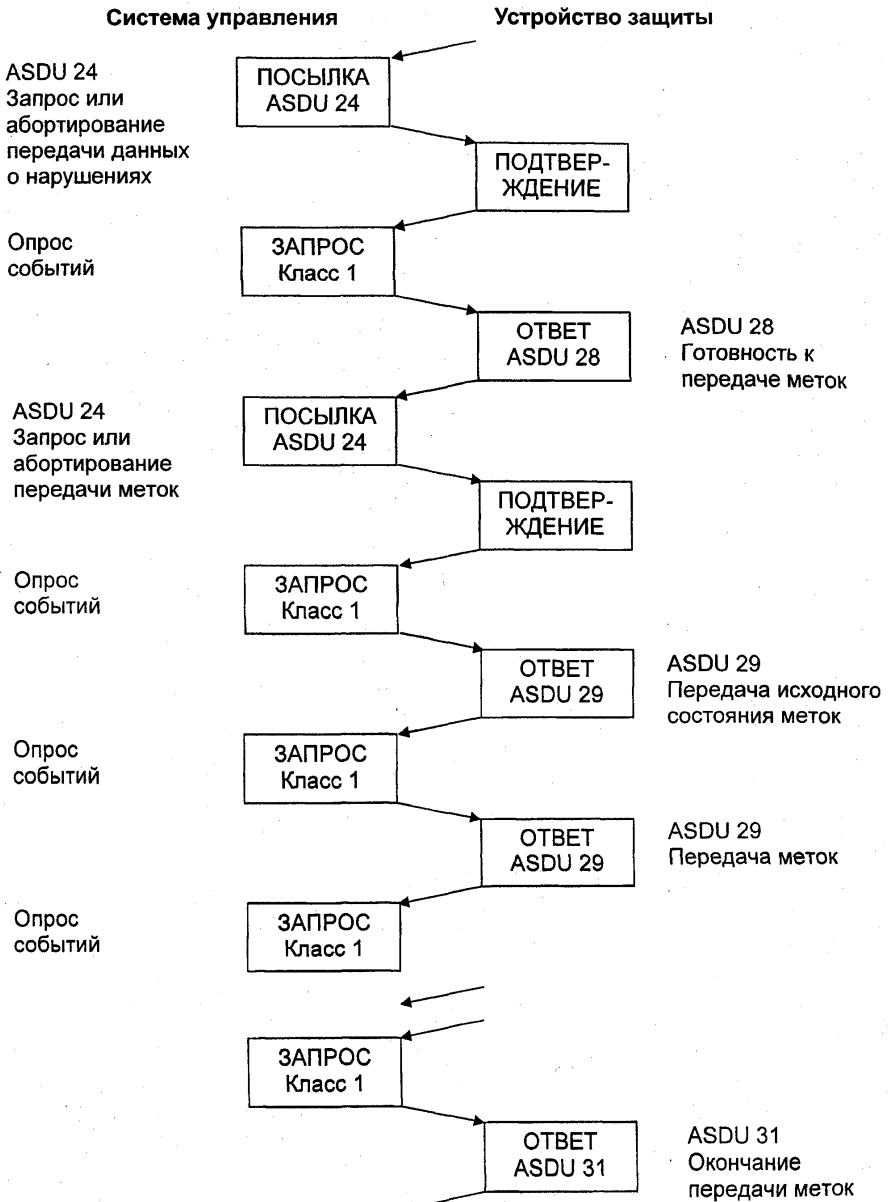 Система управления
Устройство защиты
ASDU 24
Запрос или
абортирование
передачи данных
о нарушениях
ПОСЫЛКА
ASDU 24
ПОДТВЕР-
ЖДЕНИЕ
Опрос
событий
ЗАПРОС
Класс 1
ОТВЕТ
ASDU 28
ASDU 28
Готовность к
передаче меток
ASDU 24
Запрос или
абортирование
передачи меток
ПОСЫЛКА
ASDU 24
ПОДТВЕР-
ЖДЕНИЕ
Опрос
событий
ЗАПРОС
Класс 1
ОТВЕТ
ASDU 29
ASDU 29
Передача исходного
состояния меток
Опрос
событий
ЗАПРОС
Класс 1
ОТВЕТ
ASDU 29
ASDU 29
Передача меток
Опрос
событий
ЗАПРОС
Класс 1
ЗАПРОС
Класс 1
ОТВЕТ
ASDU 31
ASDU 31
Окончание
передачи меток